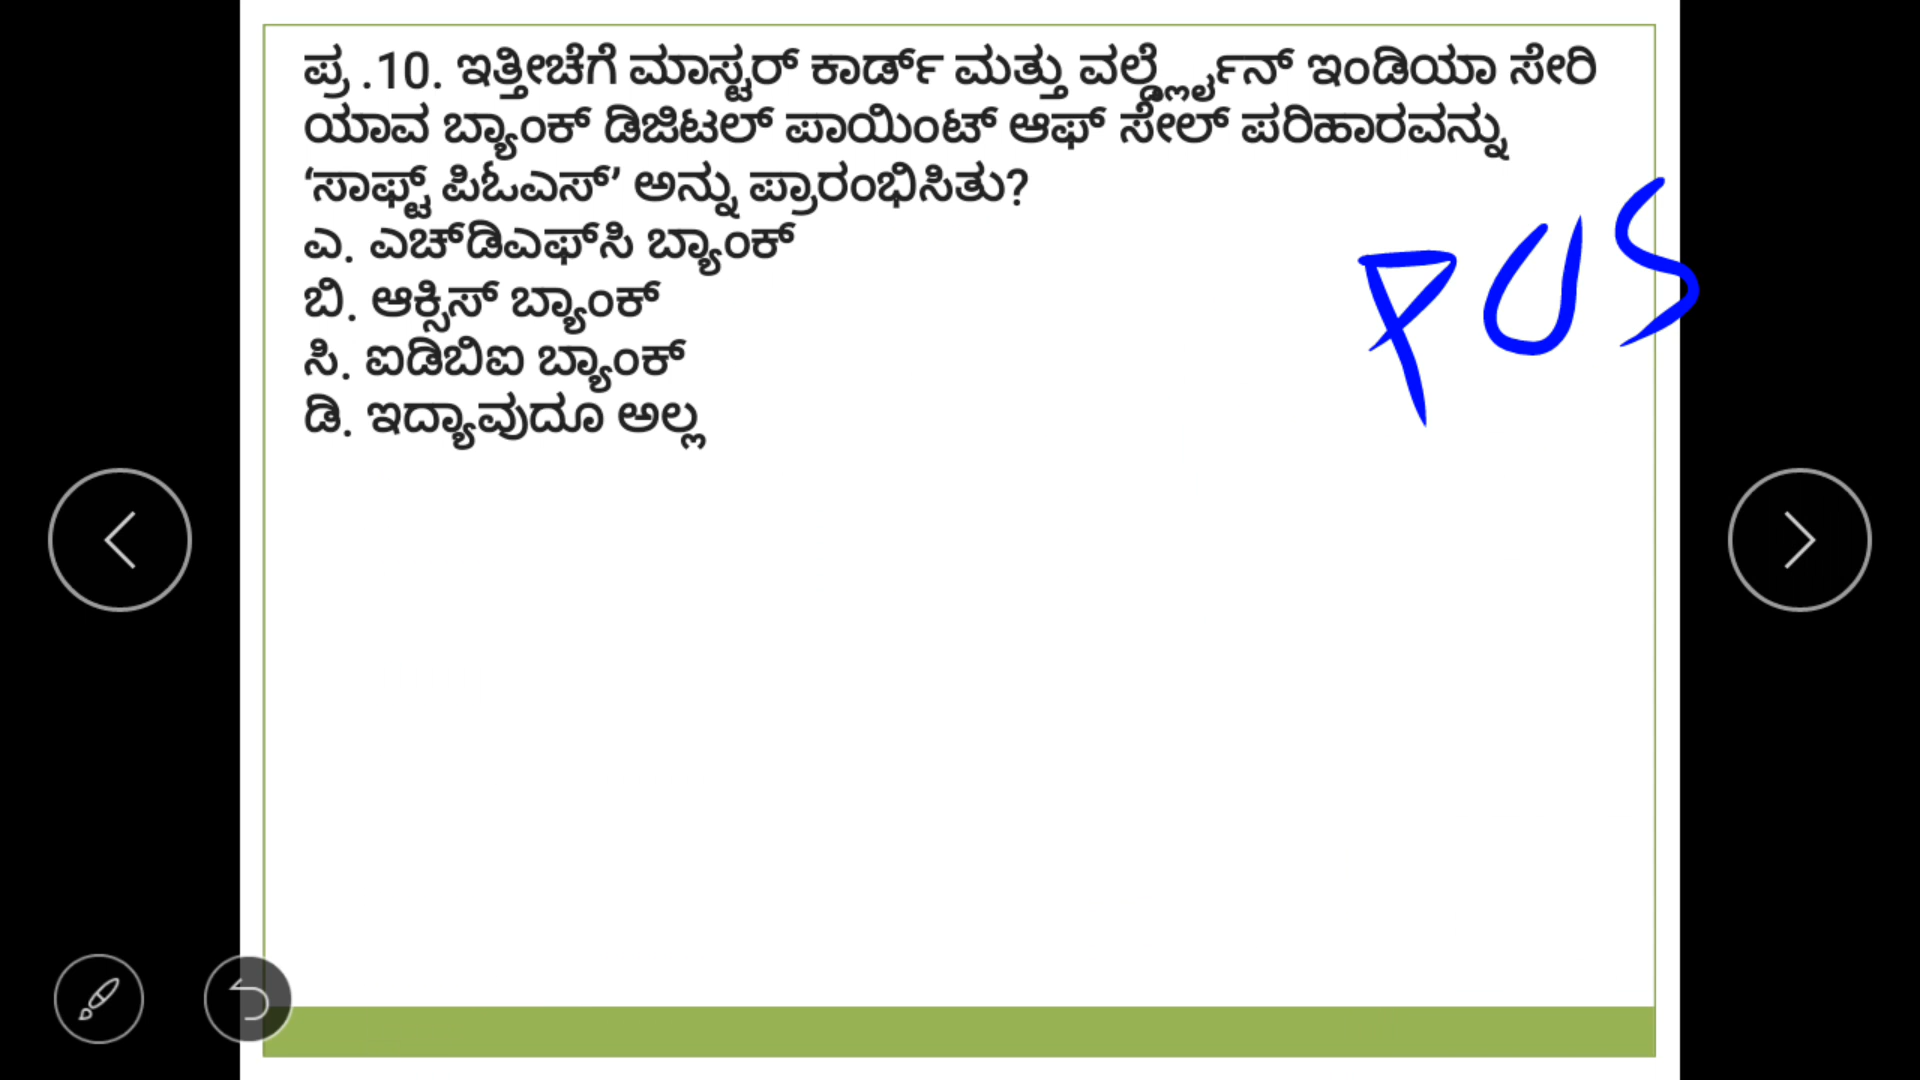 ಪ್ರ .10. ಇತ್ತೀಚೆಗೆ ಮಾಸ್ಟರ್ ಕಾರ್ಡ್ ಮತ್ತು ವರ್ಲ್ಡ್ಲೈನ್ ಇಂಡಿಯಾ ಸೇರಿ
ಯಾವ ಬ್ಯಾಂಕ್ ಡಿಜಿಟಲ್ ಪಾಯಿಂಟ್ ಆಫ್ ಸೇಲ್ ಪರಿಹಾರವನ್ನು
‘ಸಾಫ್ಟ್ ಪಿಓಎಸ್’ ಅನ್ನು ಪ್ರಾರಂಭಿಸಿತು?
ಎ. ಎಚ್‌ಡಿಎಫ್‌ಸಿ ಬ್ಯಾಂಕ್
ಬಿ. ಆಕ್ಸಿಸ್ ಬ್ಯಾಂಕ್
ಸಿ. ಐಡಿಬಿಐ ಬ್ಯಾಂಕ್
ಡಿ. ಇದ್ಯಾವುದೂ ಅಲ್ಲ
POS